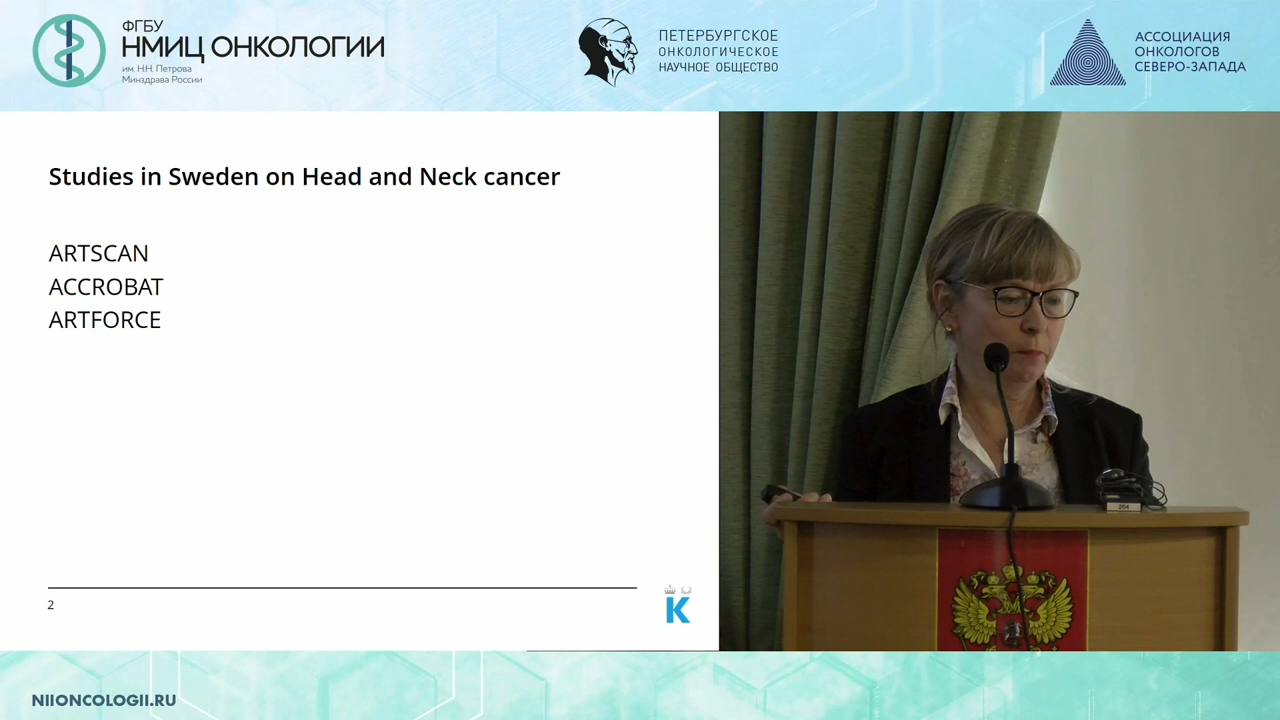 ФГБУ
НМИЦ ОНКОЛОГИИ
им. Н.Н. Петрова
Минздрава России
ПЕТЕРБУРГСКОЕ
ОНКОЛОГИЧЕСКОЕ
НАУЧНОЕ ОБЩЕСТВО
АССОЦИАЦИЯ
ОНКОЛОГОВ
СЕВЕРО-ЗАПАДА
Studies in Sweden on Head and Neck cancer
ARTSCAN
ACCROBAT
ARTFORCE
2
K
204
NIIONCOLOGII.RU